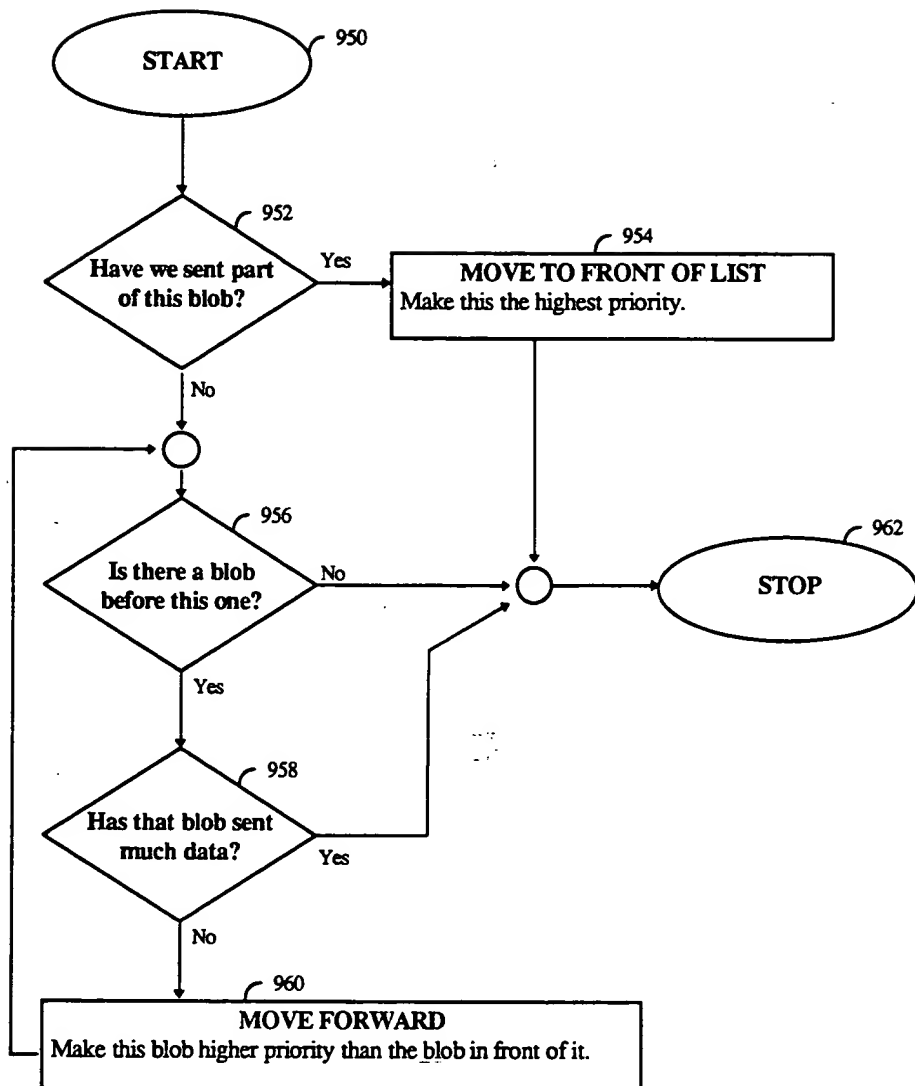 START
950
952
Have we sent part
of this blob?
Yes
954
MOVE TO FRONT OF LIST
Make this the highest priority.
No
956
Is there a blob
before this one?
No
962
STOP
Yes
958
Has that blob sent
much data?
Yes
No
960
MOVE FORWARD
Make this blob higher priority than the blob in front of it.